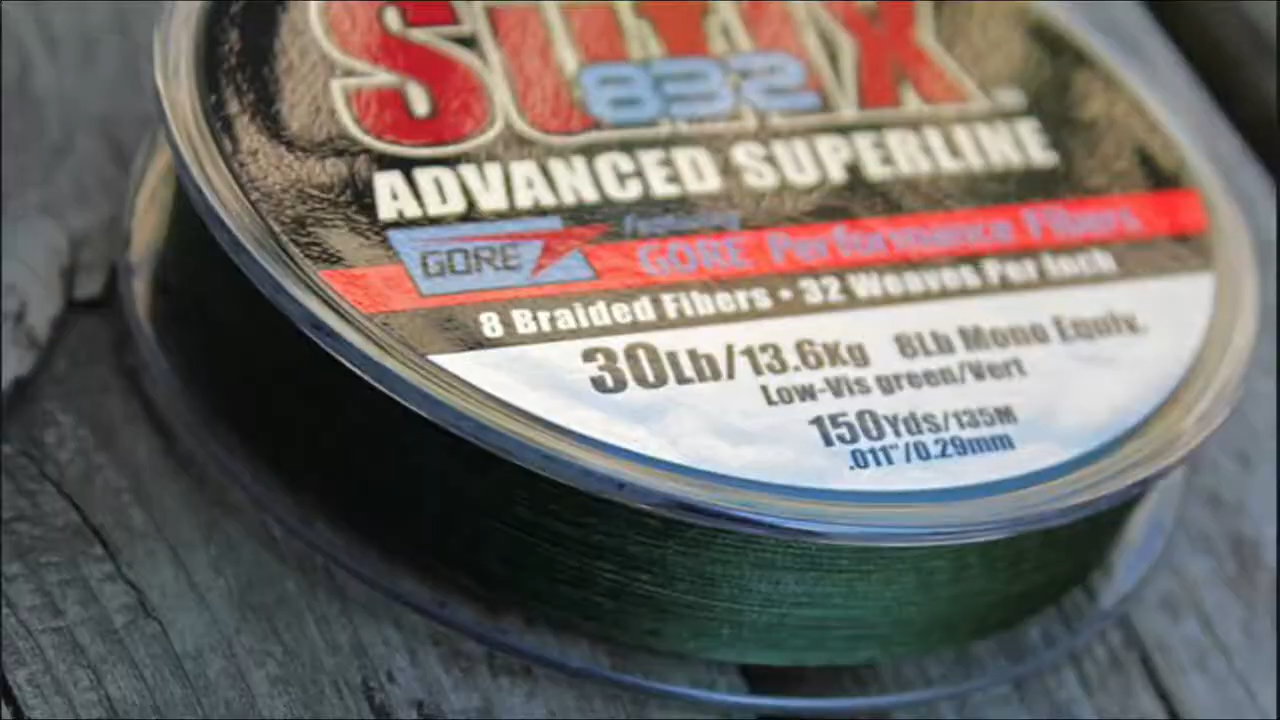 SUFIX
832
ADVANCED SUPERLINE
featuring
GORE
GORE Performance Fibers
8 Braided Fibers • 32 Weaves Per Inch
30Lb/13.6Kg 8Lb Mono Equiv.
Low-Vis green/Vert
150Yds/135M
.011"/0.29mm